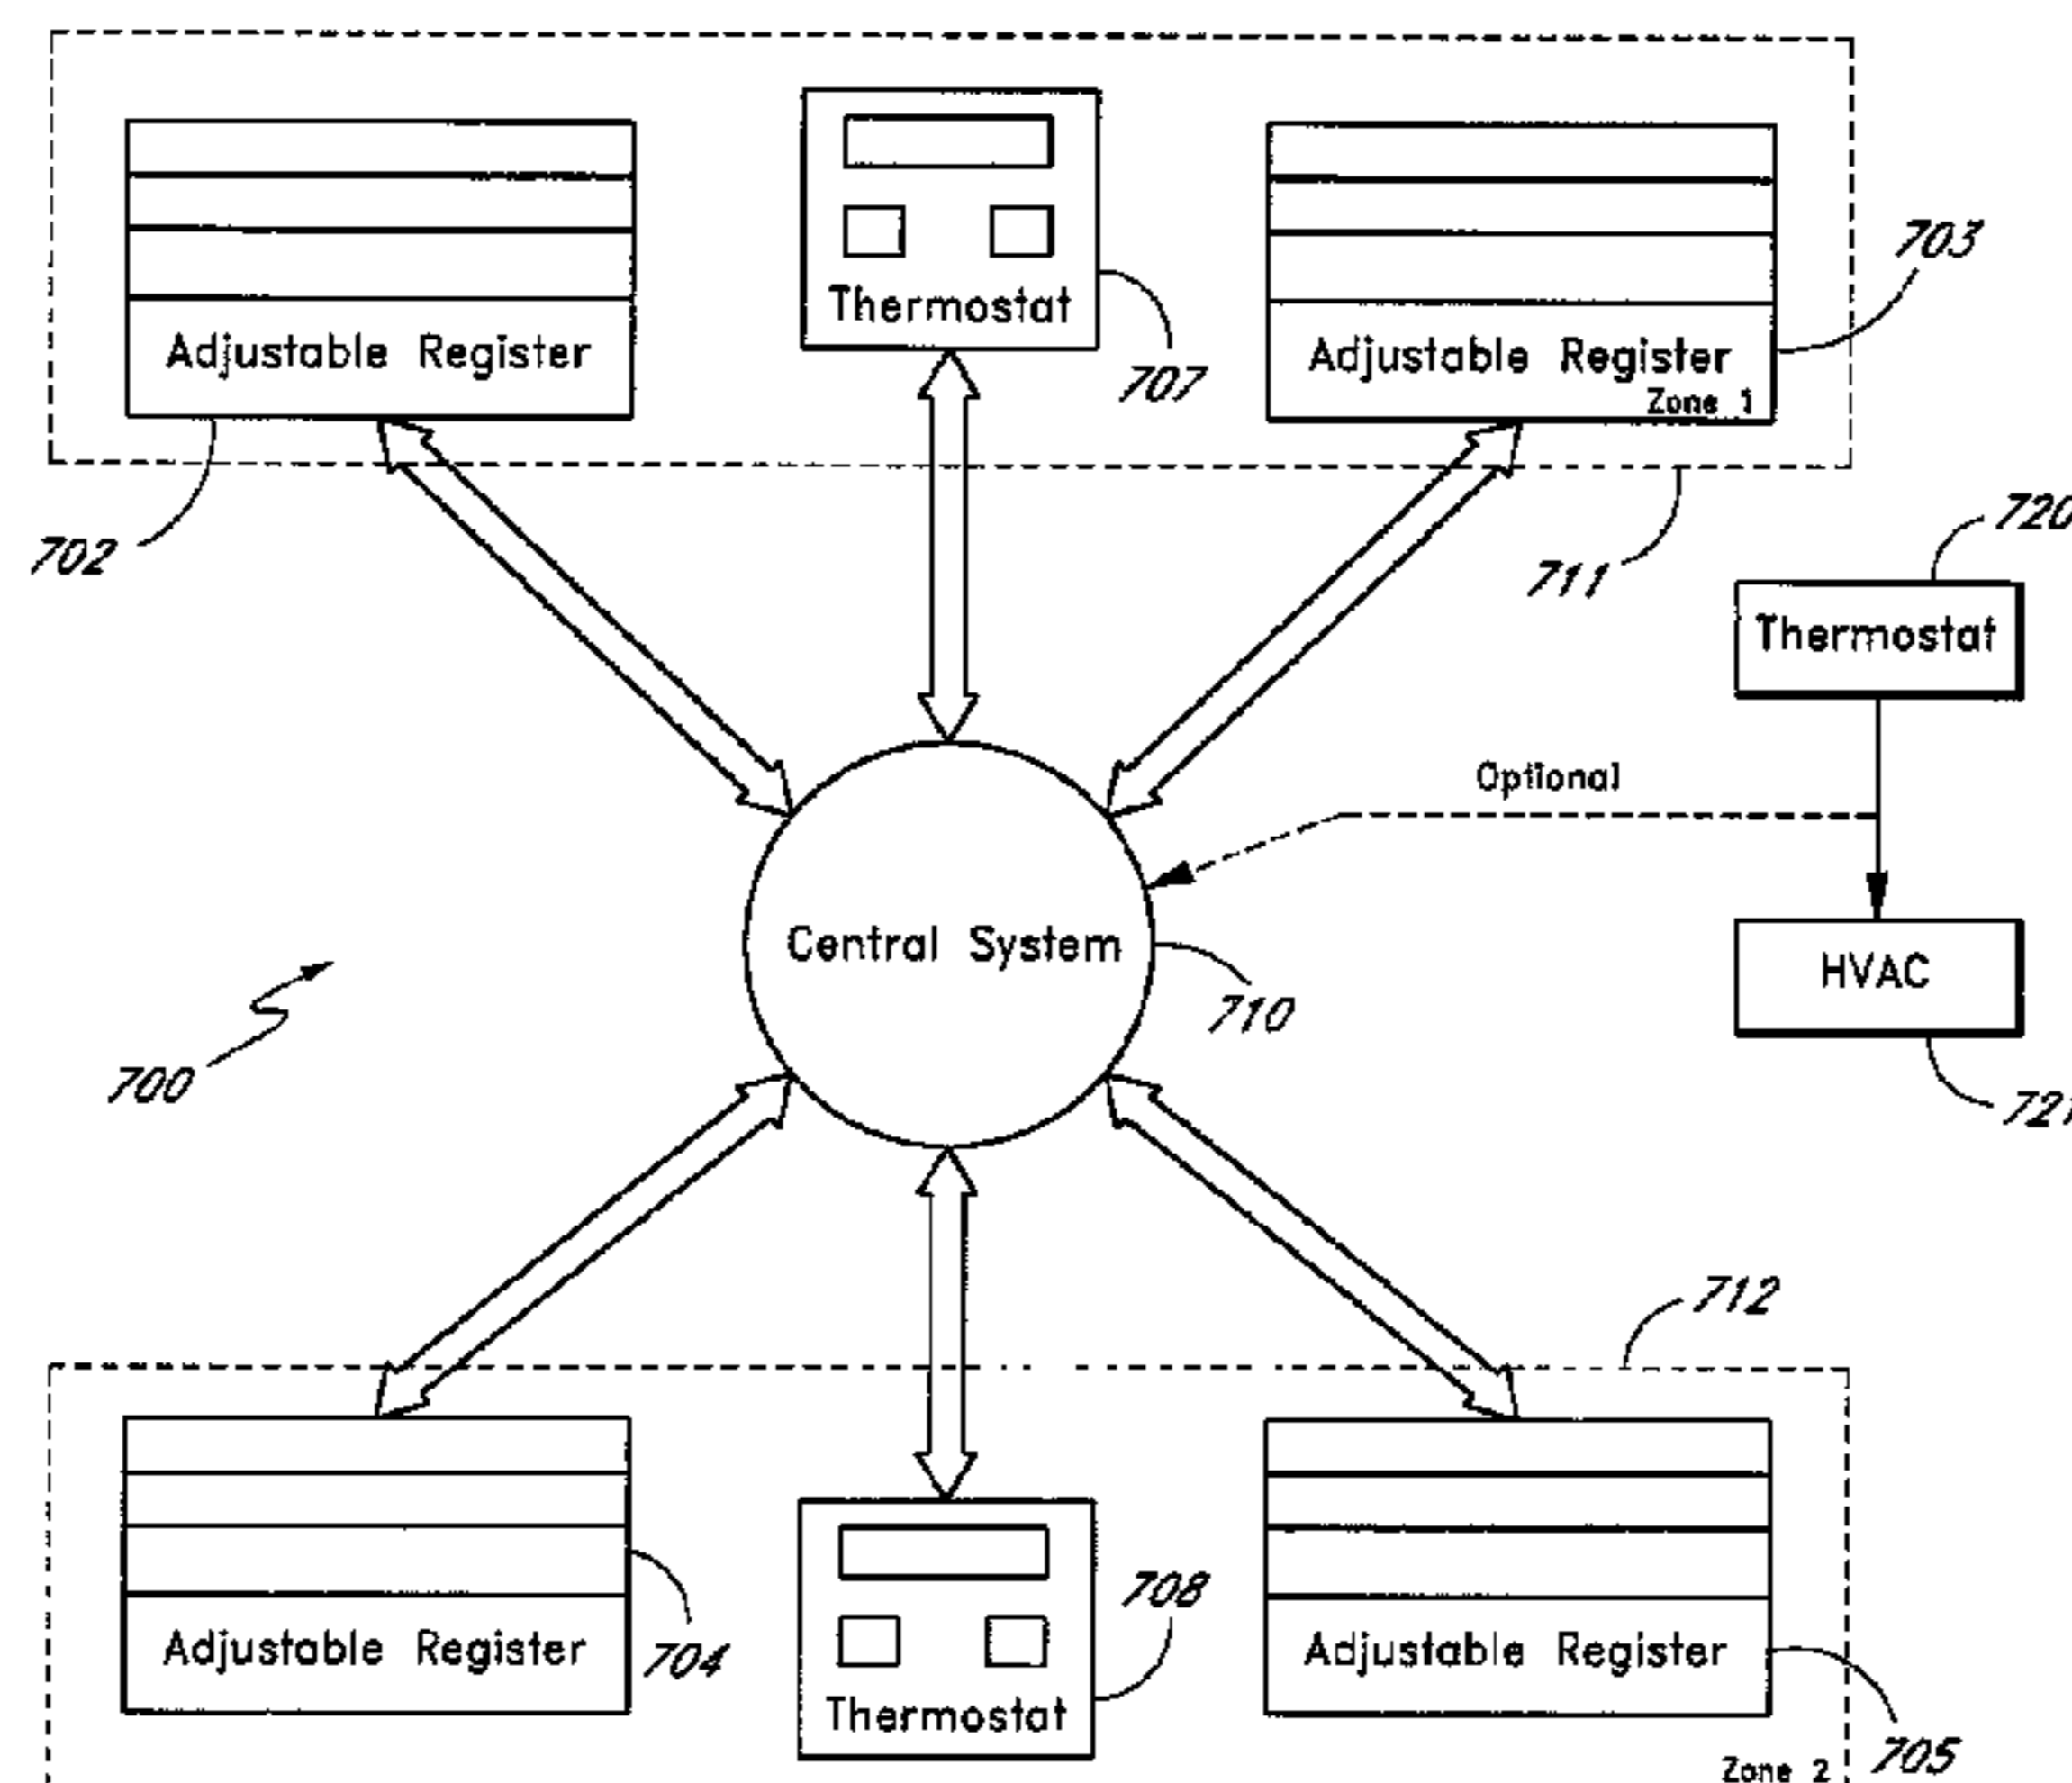 703
Thermostat
Adjustable Register
Adjustable Register
707
Zone 1
720
702
711
Thermostat
Optional
Central System
HVAC
710
700
721
712
708
Adjustable Register
704
Adjustable Register
Thermostat
705
Zone 2